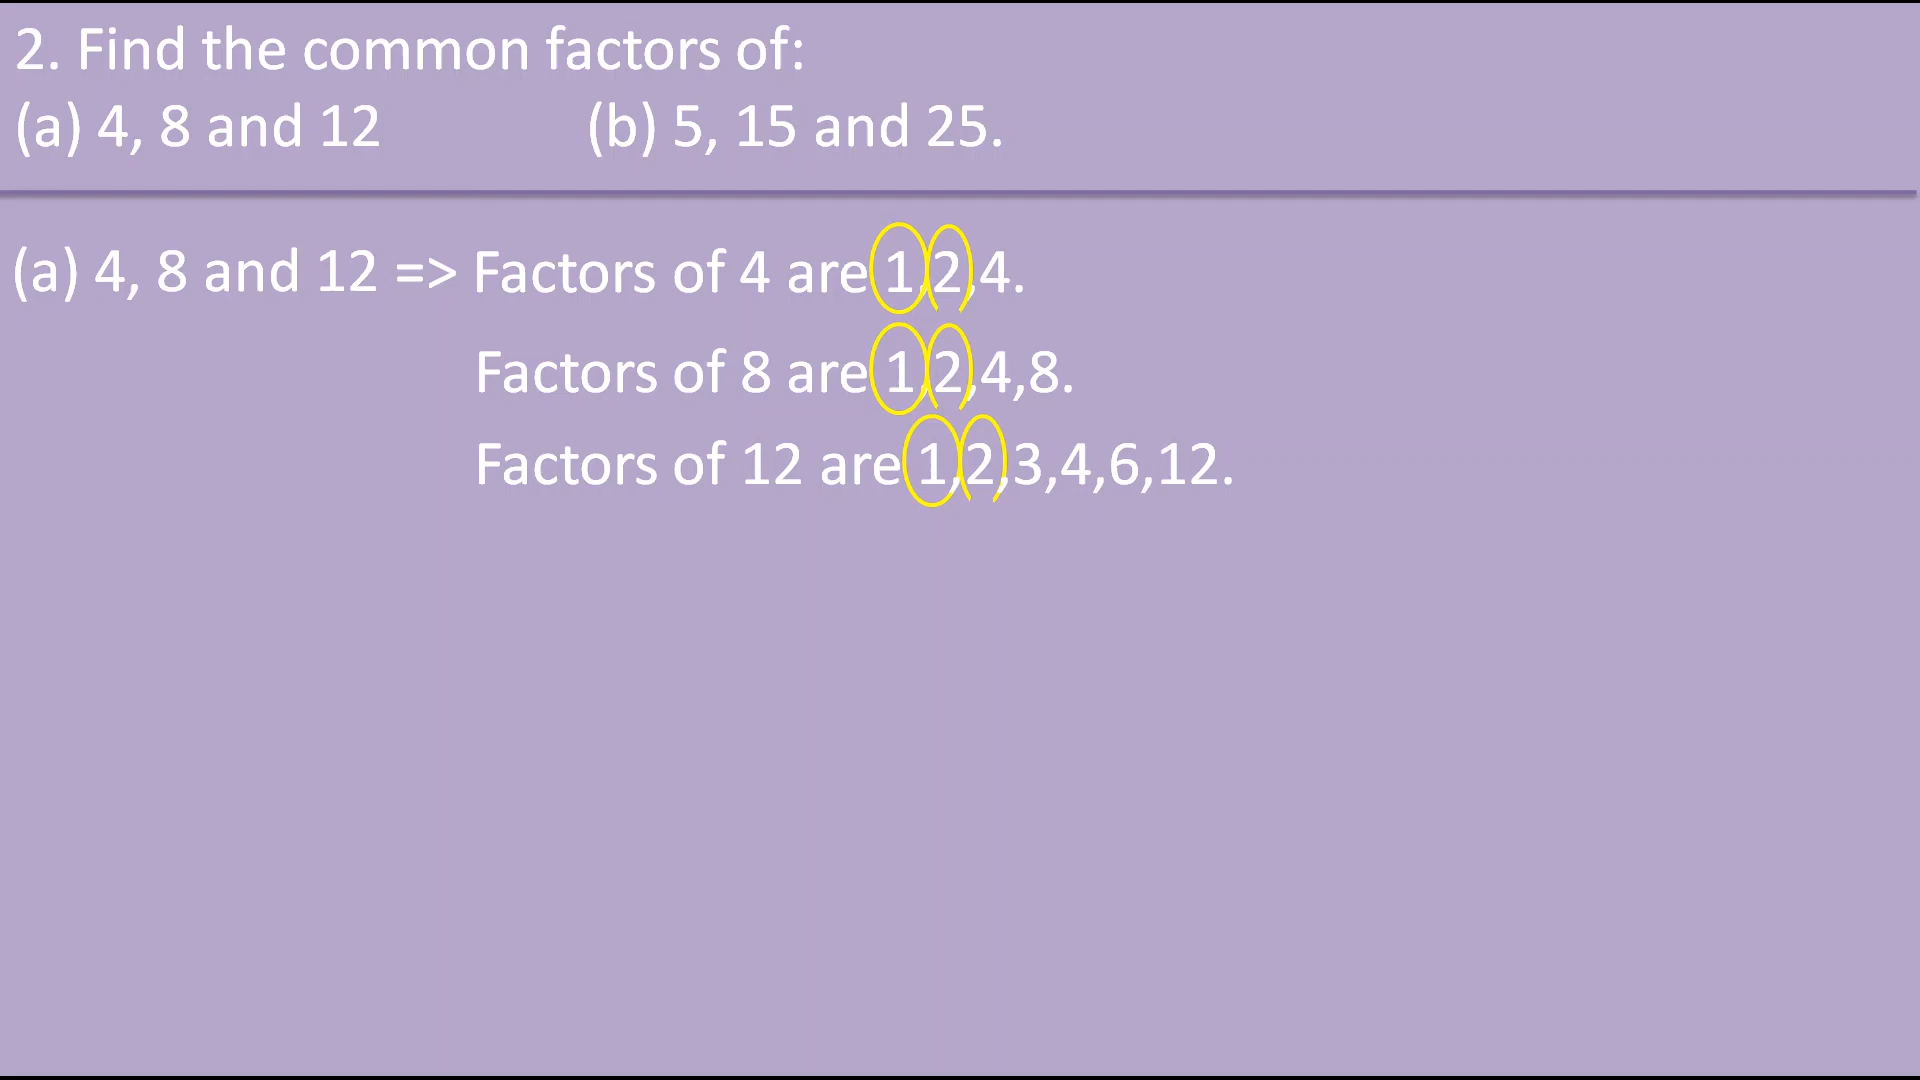 2. Find the common factors of:
(a) 4, 8 and 12 (b) 5, 15 and 25.
(a) 4, 8 and 12 => Factors of 4 are 1,2,4.
Factors of 8 are 1,2,4,8.
Factors of 12 are 1,2,3,4,6,12.